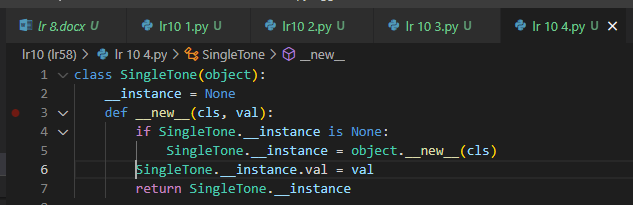 lr 8.docx U lr10 1.py U lr10 2.py U lr 10 3.py U lr 10 4.py U
lr10 (lr58) > lr 10 4.py > SingleTone > __new__
1 class SingleTone(object):
2 __instance = None
3 def __new__(cls, val):
4 if SingleTone.__instance is None:
5 SingleTone.__instance = object.__new__(cls)
6 SingleTone.__instance.val = val
7 return SingleTone.__instance